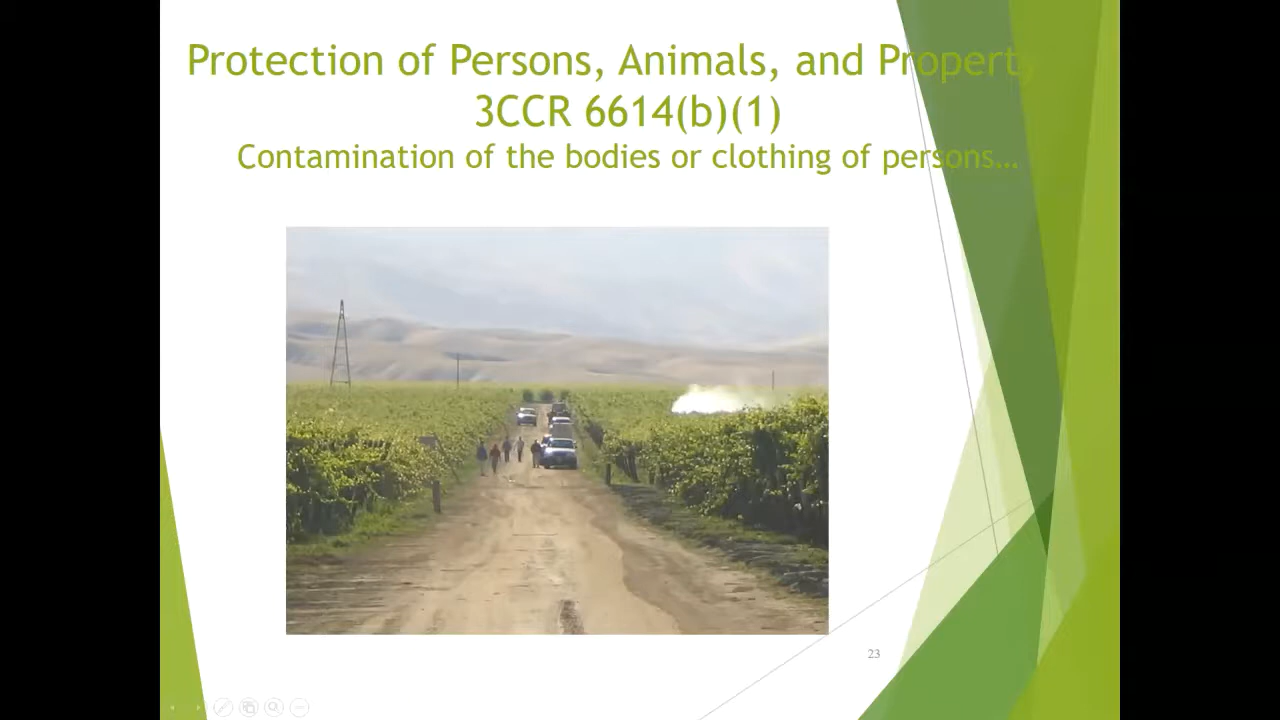 Protection of Persons, Animals, and Property
3CCR 6614(b)(1)
Contamination of the bodies or clothing of persons…
23